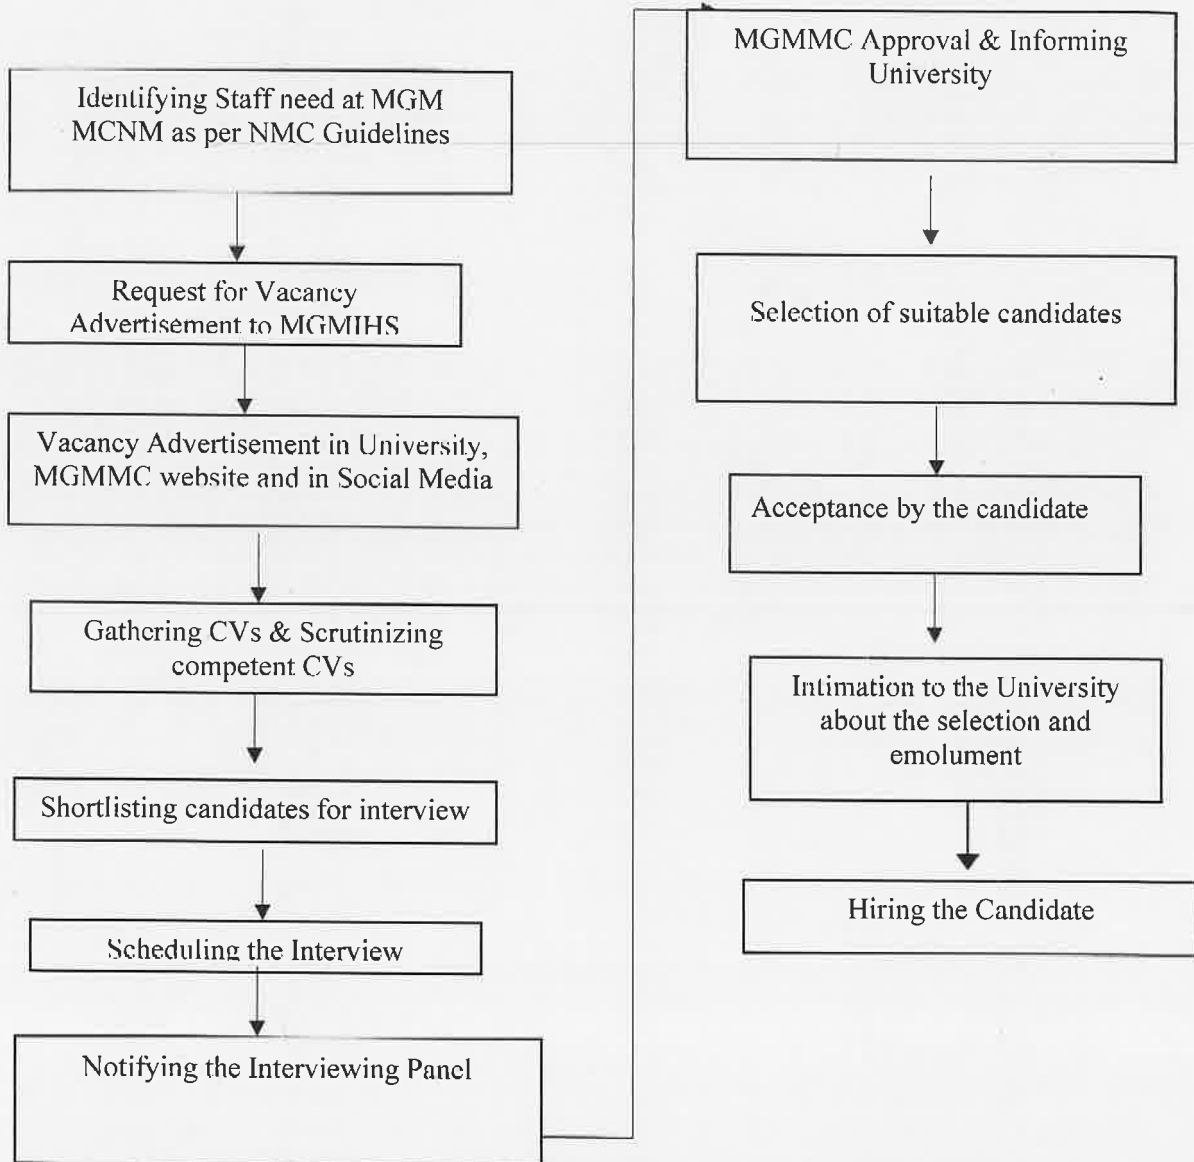 Identifying Staff need at MGM
MCNM as per NMC Guidelines
Request for Vacancy
Advertisement to MGMIHS
Vacancy Advertisement in University,
MGMMC website and in Social Media
Gathering CVs & Scrutinizing
competent CVs
Shortlisting candidates for interview
Scheduling the Interview
Notifying the Interviewing Panel
MGMMC Approval & Informing
University
Selection of suitable candidates
Acceptance by the candidate
Intimation to the University
about the selection and
emolument
Hiring the Candidate